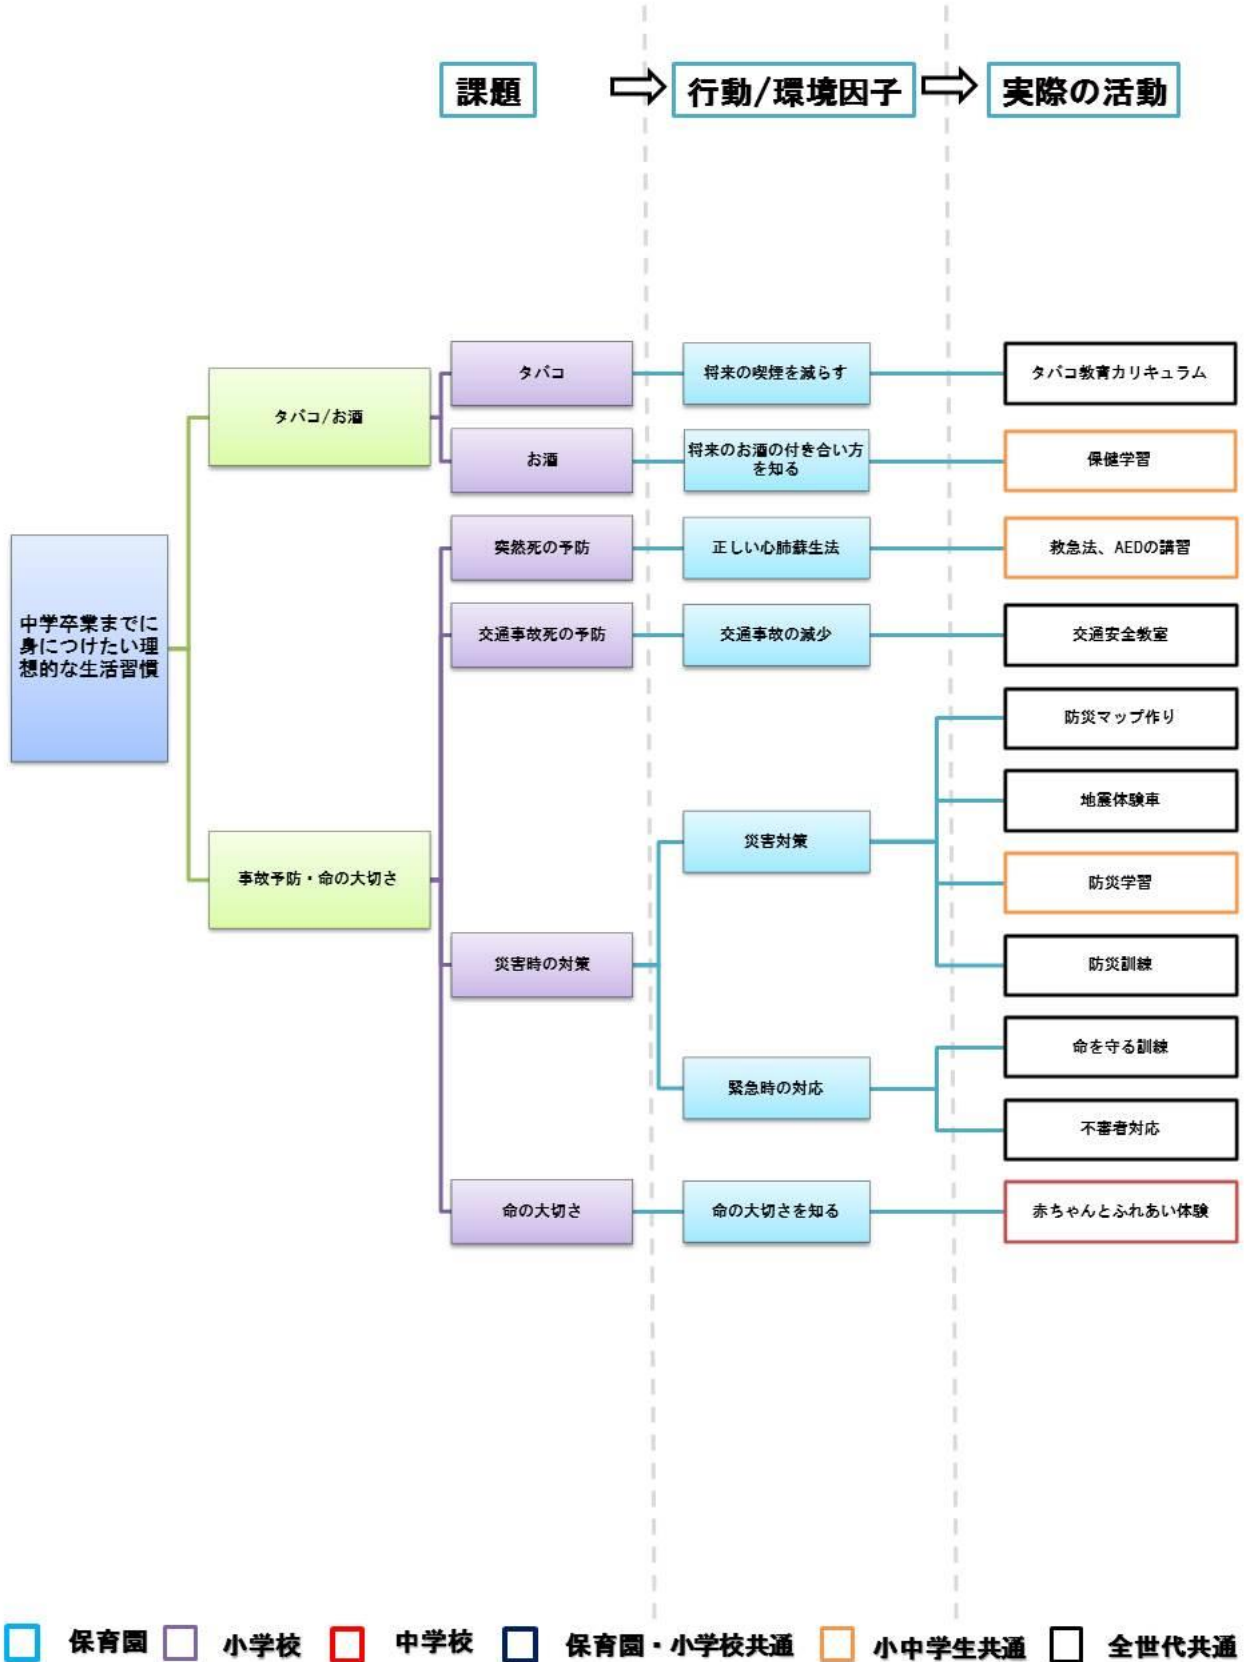 課題
行動/環境因子
実際の活動
タバコ
将来の喫煙を減らす
タバコ教育カリキュラム
タバコ/お酒
お酒
将来のお酒の付き合い方
を知る
保健学習
突然死の予防
正しい心肺蘇生法
救急法、AEDの講習
中学卒業までに
身につけたい理
想的な生活習慣
交通事故死の予防
交通事故の減少
交通安全教室
防災マップ作り
地震体験車
災害対策
事故予防・命の大切さ
防災学習
災害時の対策
防災訓練
命を守る訓練
緊急時の対応
不審者対応
命の大切さ
命の大切さを知る
赤ちゃんとふれあい体験
保育園
小学校
中学校
保育園・小学校共通
小中学生共通
全世代共通